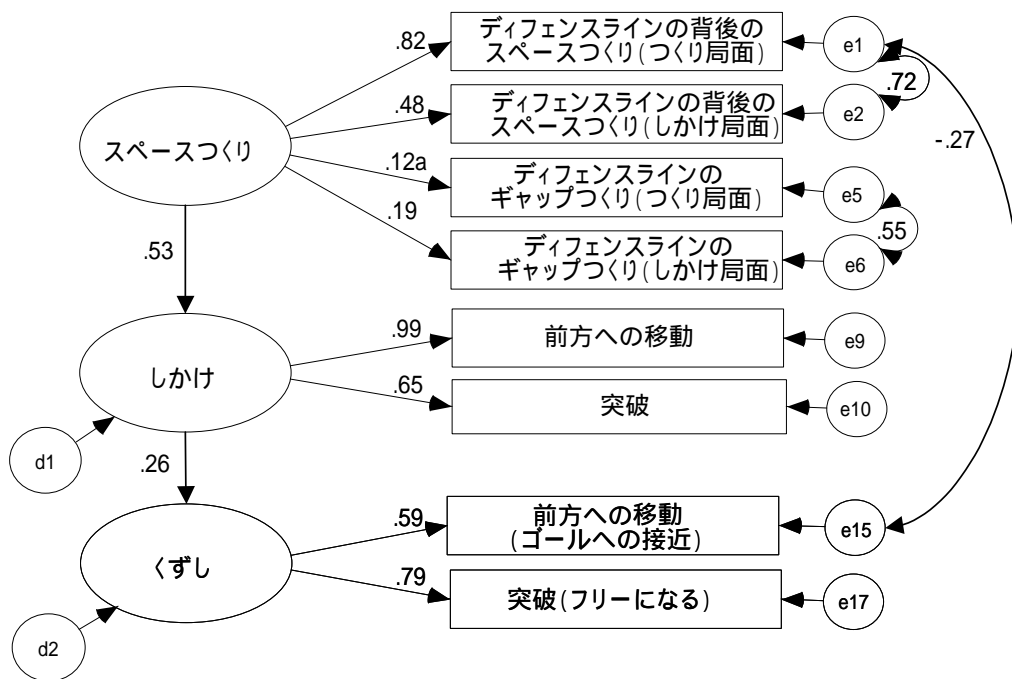 ディフェンスラインの背後の
スペースつくり(つくり局面)
.82
e1
.72
ディフェンスラインの背後の
スペースつくり(しかけ局面)
.48
e2
-.27
スペースつくり
.12a
ディフェンスラインの
ギャップつくり(つくり局面)
e5
.19
.55
ディフェンスラインの
ギャップつくり(しかけ局面)
e6
.53
.99
前方への移動
e9
しかけ
.65
突破
e10
d1
.26
.59
前方への移動
(ゴールへの接近)
e15
くずし
.79
突破(フリーになる)
e17
d2